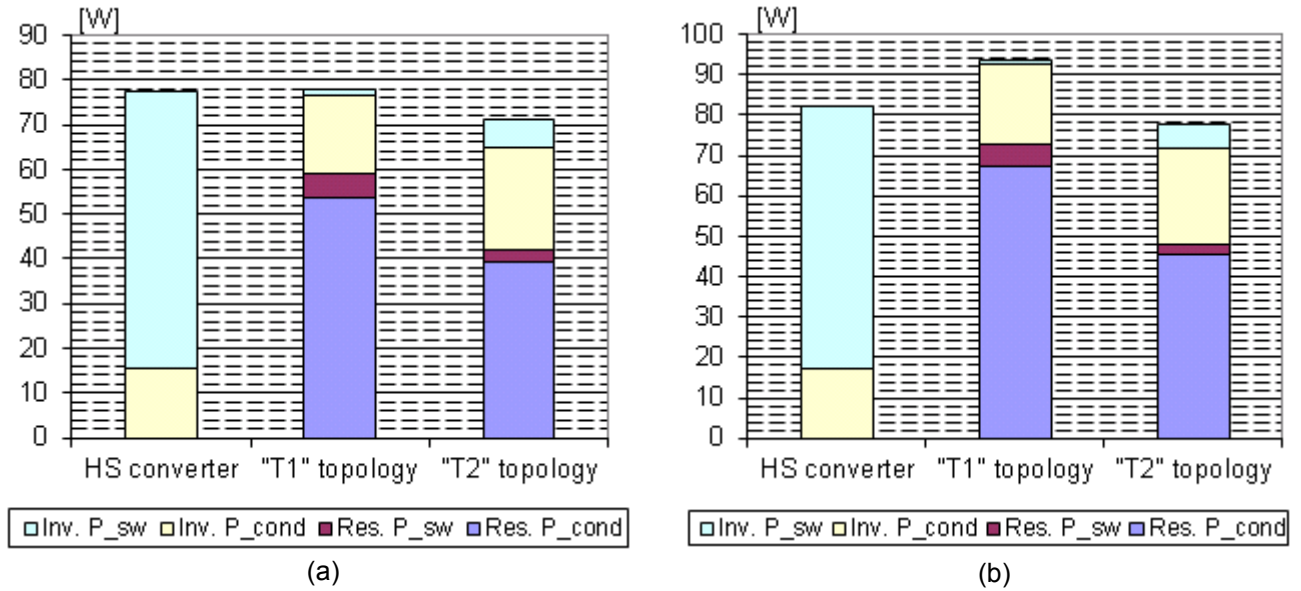 [W]
90
80
70
60
50
40
30
20
10
0
HS converter "T1" topology "T2" topology
Inv. P_sw Inv. P_cond Res. P_sw Res. P_cond
(a)
[W]
100
90
80
70
60
50
40
30
20
10
0
HS converter "T1" topology "T2" topology
Inv. P_sw Inv. P_cond Res. P_sw Res. P_cond
(b)